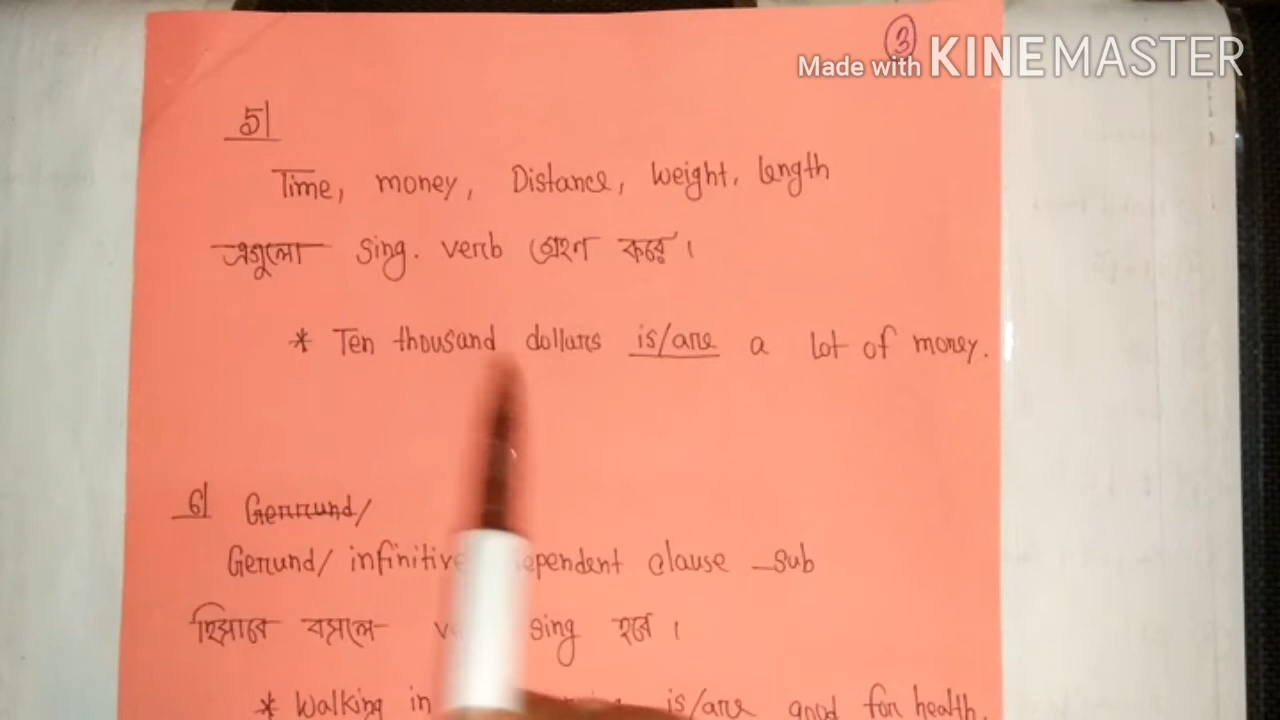 3
Made with KINEMASTER
5|
Time, money, Distance, weight, length
এগুলো sing. verb গ্রহণ করে।
* Ten thousand dollars is/are a lot of money.
6| Gerund/
Gerund/ infinitive dependent clause - sub
হিসাবে বসলে sing হবে।
* Walking in is/are good for health.